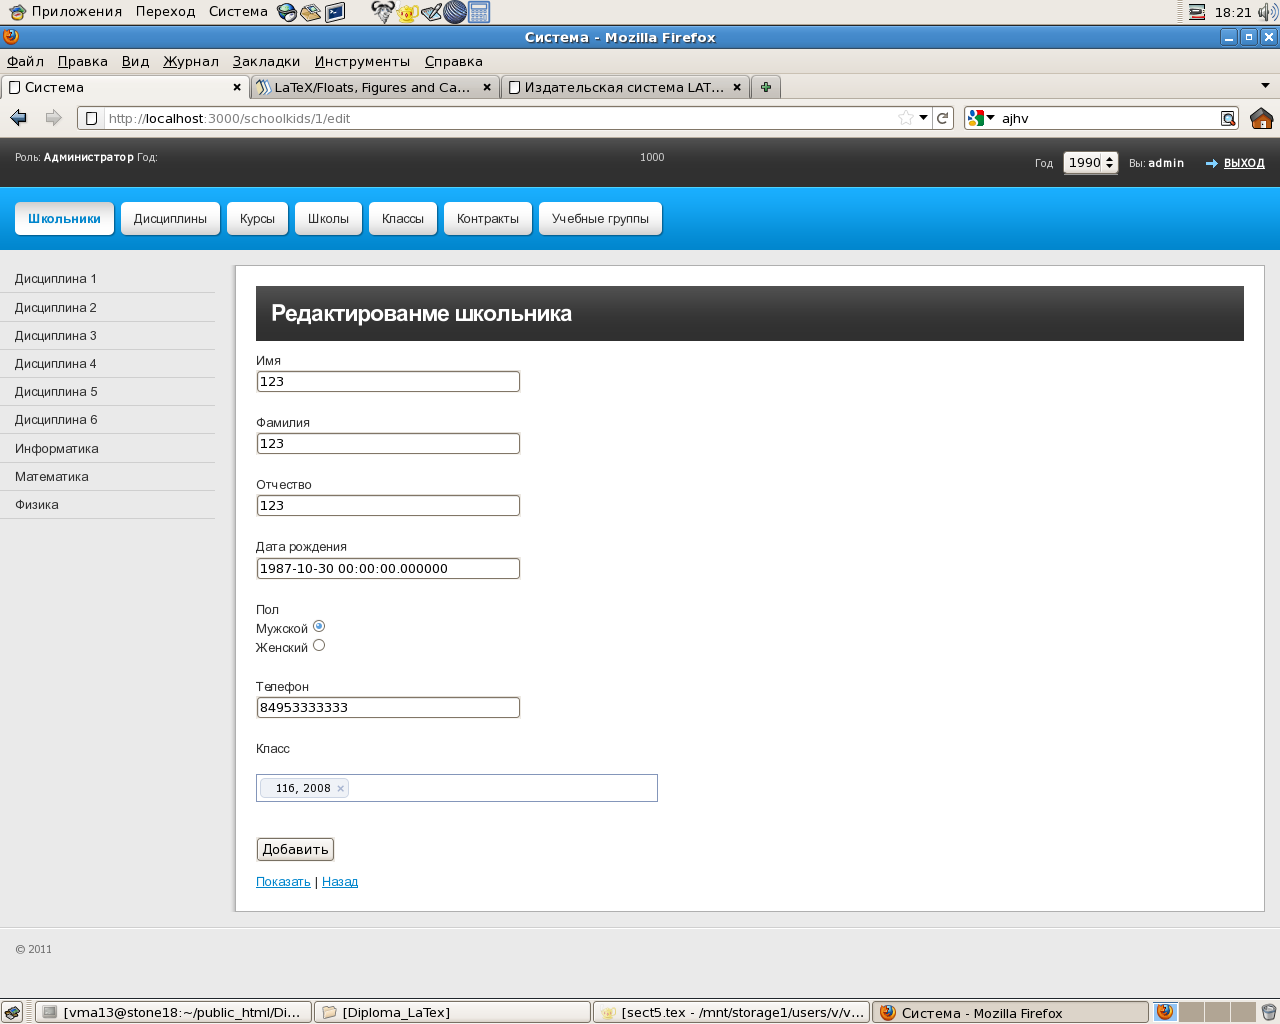 Приложения Переход Система 18:21
Система - Mozilla Firefox
Файл Правка Вид Журнал Закладки Инструменты Справка
Система LaTeX/Floats, Figures and Ca... Издательская система LAT...
http://localhost:3000/schoolkids/1/edit ajhv
Роль: Администратор Год: 1000 Год 1990 Вы: admin ВЫХОД
Школьники Дисциплины Курсы Школы Классы Контракты Учебные группы
Дисциплина 1
Дисциплина 2
Дисциплина 3
Дисциплина 4
Дисциплина 5
Дисциплина 6
Информатика
Математика
Физика
Редактированме школьника
Имя
123
Фамилия
123
Отчество
123
Дата рождения
1987-10-30 00:00:00.000000
Пол
Мужской
Женский
Телефон
84953333333
Класс
11б, 2008 ×
Добавить
Показать | Назад
© 2011
[vma13@stone18:~/public_html/Di... [Diploma_LaTex] [sect5.tex - /mnt/storage1/users/v/v... Система - Mozilla Firefox